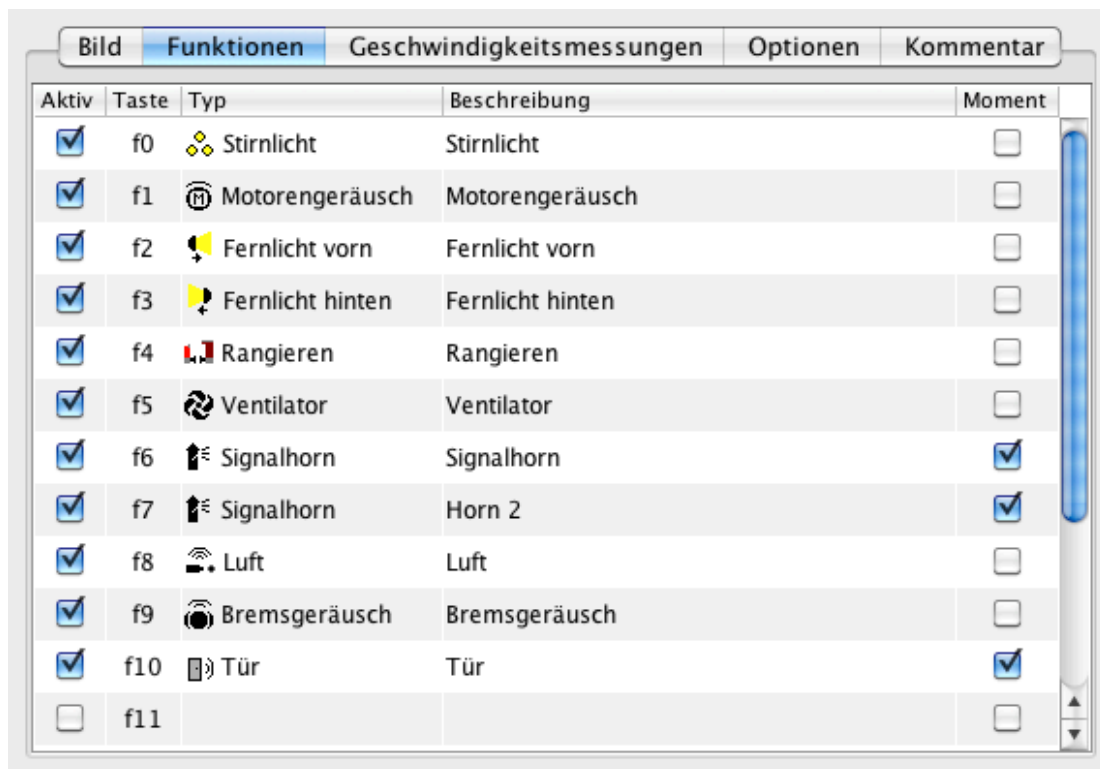 Bild Funktionen Geschwindigkeitsmessungen Optionen Kommentar
Aktiv Taste Typ Beschreibung Moment
f0 Stirnlicht Stirnlicht
f1 M Motorengeräusch Motorengeräusch
f2 Fernlicht vorn Fernlicht vorn
f3 Fernlicht hinten Fernlicht hinten
f4 Rangieren Rangieren
f5 Ventilator Ventilator
f6 Signalhorn Signalhorn
f7 Signalhorn Horn 2
f8 Luft Luft
f9 Bremsgeräusch Bremsgeräusch
f10 Tür Tür
f11